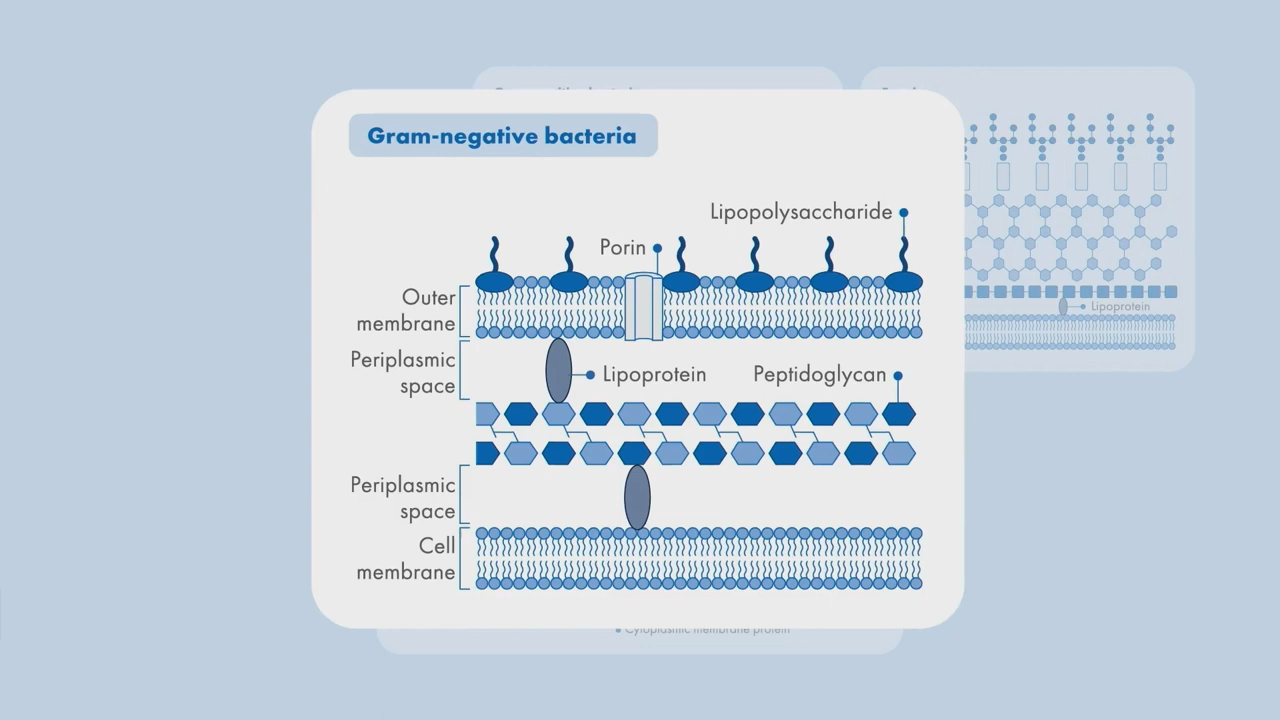 Gram-negative bacteria
Lipopolysaccharide
Porin
Outer
membrane
Periplasmic
space
Lipoprotein
Peptidoglycan
Periplasmic
space
Cell
membrane
Lipoprotein
Cytoplasmic membrane protein